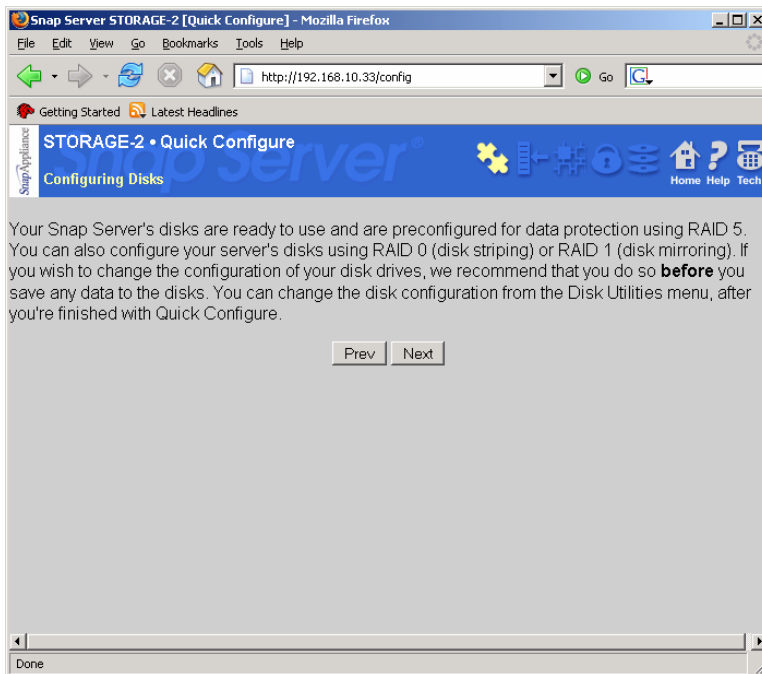 Snap Server STORAGE-2 [Quick Configure] - Mozilla Firefox
File Edit View Go Bookmarks Tools Help
http://192.168.10.33/config Go G
Getting Started Latest Headlines
SnapAppliance
STORAGE-2 • Quick Configure
Snap Server®
Configuring Disks
Home Help Tech
Your Snap Server's disks are ready to use and are preconfigured for data protection using RAID 5.
You can also configure your server's disks using RAID 0 (disk striping) or RAID 1 (disk mirroring). If
you wish to change the configuration of your disk drives, we recommend that you do so before you
save any data to the disks. You can change the disk configuration from the Disk Utilities menu, after
you're finished with Quick Configure.
Prev Next
Done